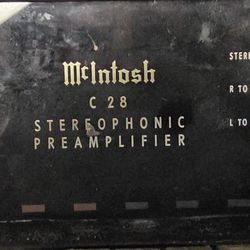 McIntosh
C 28
STEREOPHONIC
PREAMPLIFIER
STERE
R TO
L TO